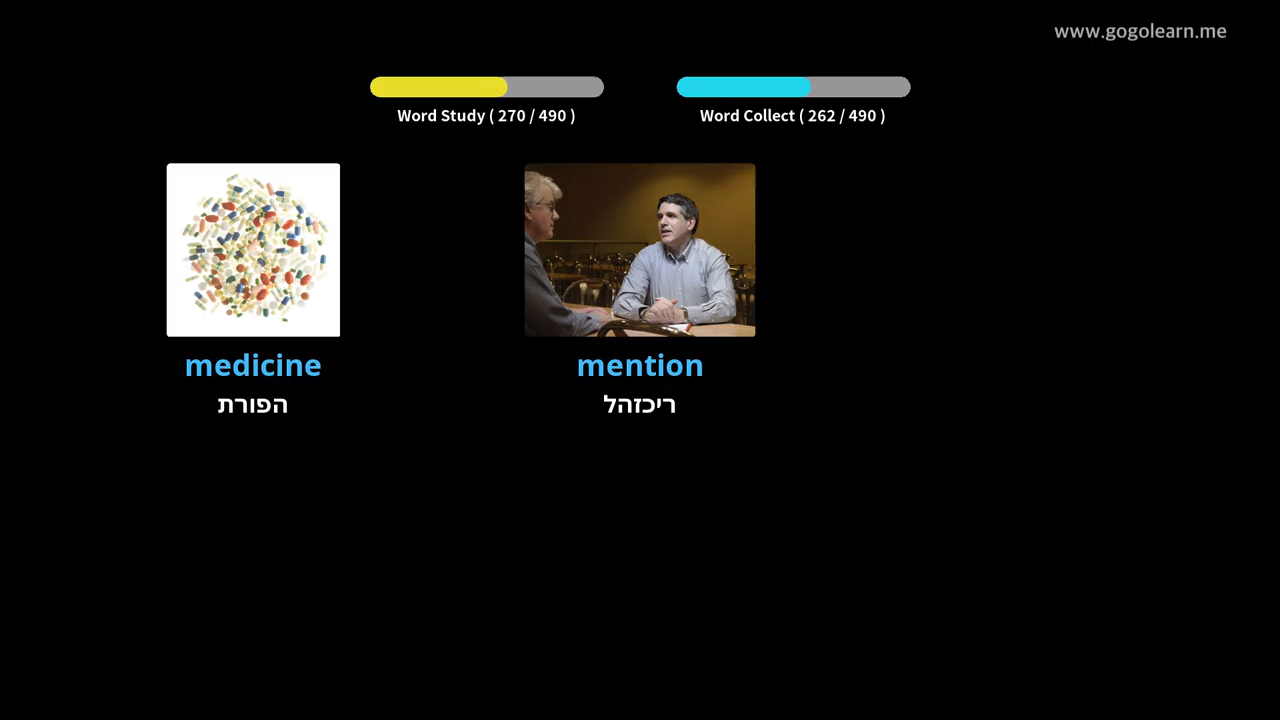 www.gogolearn.me
Word Study ( 270 / 490 )
Word Collect ( 262 / 490 )
medicine
הפורת
mention
ריכזהל